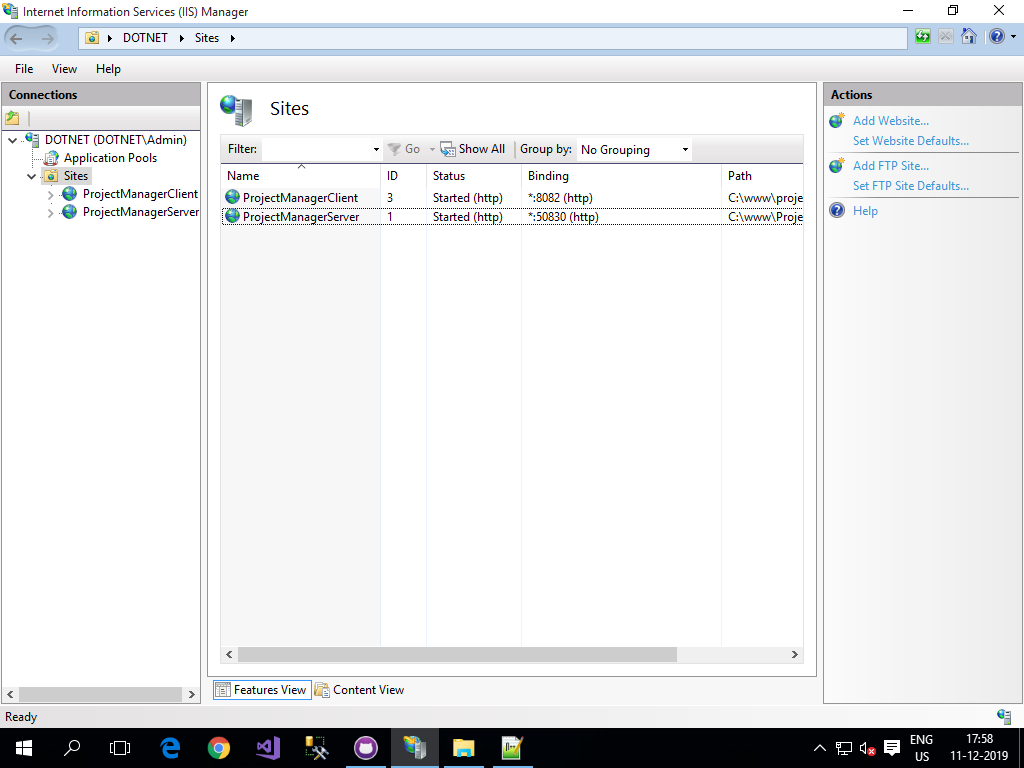 Internet Information Services (IIS) Manager
DOTNET Sites
File View Help
Connections
DOTNET (DOTNET\Admin)
Application Pools
Sites
ProjectManagerClient
ProjectManagerServer
Sites
Filter: Go Show All Group by: No Grouping
Name ID Status Binding Path
ProjectManagerClient 3 Started (http) *:8082 (http) C:\www\proje
ProjectManagerServer 1 Started (http) *:50830 (http) C:\www\Proje
Features View Content View
Actions
Add Website...
Set Website Defaults...
Add FTP Site...
Set FTP Site Defaults...
Help
Ready
ENG 17:58
US 11-12-2019